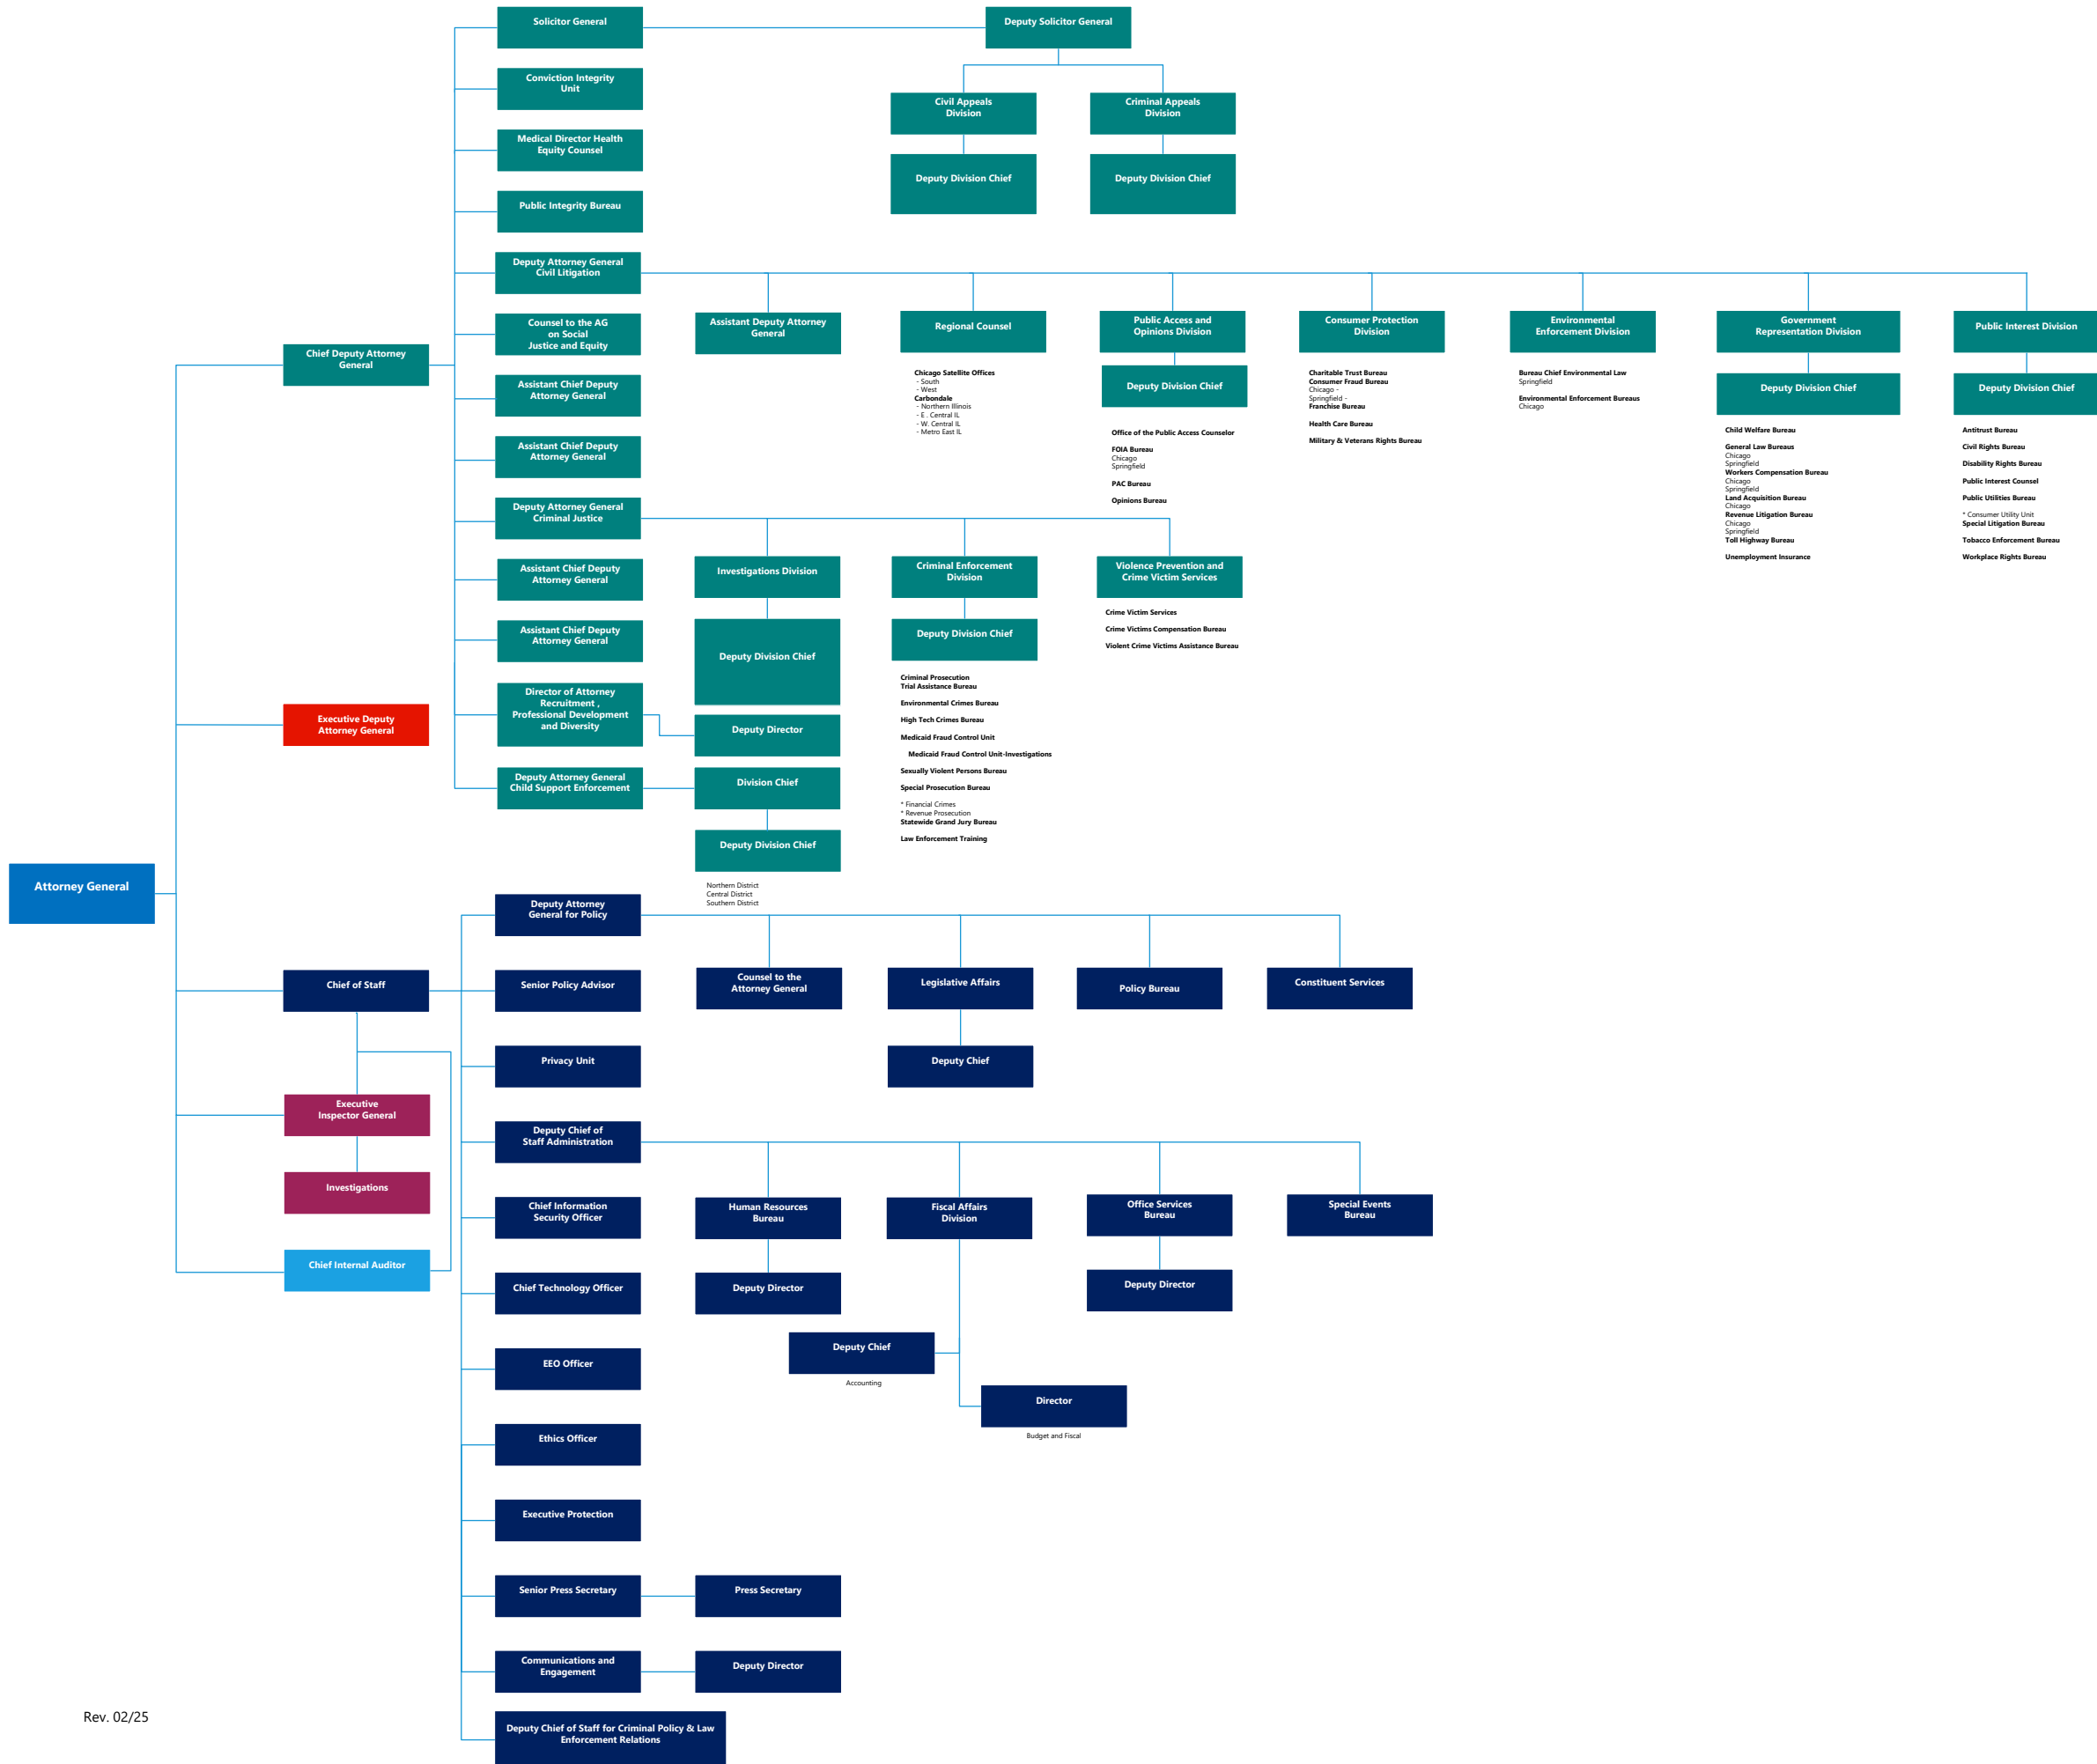 Solicitor General
Deputy Solicitor General
Conviction Integrity
Unit
Civil Appeals
Division
Criminal Appeals
Division
Medical Director Health
Equity Counsel
Deputy Division Chief
Deputy Division Chief
Public Integrity Bureau
Deputy Attorney General
Civil Litigation
Assistant Deputy Attorney
General
Regional Counsel
Chicago Satellite Offices
- South
- West
Carbondale
- Northern Illinois
- E . Central IL
- W. Central IL
- Metro East IL
Public Access and
Opinions Division
Deputy Division Chief
Office of the Public Access Counselor
FOIA Bureau
Chicago
Springfield
PAC Bureau
Opinions Bureau
Consumer Protection
Division
Charitable Trust Bureau
Consumer Fraud Bureau
Chicago -
Springfield -
Franchise Bureau
Health Care Bureau
Military & Veterans Rights Bureau
Environmental
Enforcement Division
Bureau Chief Environmental Law
Springfield
Environmental Enforcement Bureaus
Chicago
Government
Representation Division
Deputy Division Chief
Child Welfare Bureau
General Law Bureaus
Chicago
Springfield
Workers Compensation Bureau
Chicago
Springfield
Land Acquisition Bureau
Chicago
Revenue Litigation Bureau
Chicago
Springfield
Toll Highway Bureau
Unemployment Insurance
Public Interest Division
Deputy Division Chief
Antitrust Bureau
Civil Rights Bureau
Disability Rights Bureau
Public Interest Counsel
Public Utilities Bureau
* Consumer Utility Unit
Special Litigation Bureau
Tobacco Enforcement Bureau
Workplace Rights Bureau
Counsel to the AG
on Social
Justice and Equity
Chief Deputy Attorney
General
Assistant Chief Deputy
Attorney General
Assistant Chief Deputy
Attorney General
Deputy Attorney General
Criminal Justice
Assistant Chief Deputy
Attorney General
Investigations Division
Deputy Division Chief
Criminal Enforcement
Division
Deputy Division Chief
Criminal Prosecution
Trial Assistance Bureau
Environmental Crimes Bureau
High Tech Crimes Bureau
Medicaid Fraud Control Unit
Medicaid Fraud Control Unit-Investigations
Sexually Violent Persons Bureau
Special Prosecution Bureau
* Financial Crimes
* Revenue Prosecution
Statewide Grand Jury Bureau
Law Enforcement Training
Violence Prevention and
Crime Victim Services
Crime Victim Services
Crime Victims Compensation Bureau
Violent Crime Victims Assistance Bureau
Assistant Chief Deputy
Attorney General
Executive Deputy
Attorney General
Director of Attorney
Recruitment ,
Professional Development
and Diversity
Deputy Director
Deputy Attorney General
Child Support Enforcement
Division Chief
Deputy Division Chief
Northern District
Central District
Southern District
Attorney General
Deputy Attorney
General for Policy
Chief of Staff
Senior Policy Advisor
Counsel to the
Attorney General
Legislative Affairs
Policy Bureau
Constituent Services
Privacy Unit
Deputy Chief
Executive
Inspector General
Deputy Chief of
Staff Administration
Investigations
Chief Information
Security Officer
Human Resources
Bureau
Fiscal Affairs
Division
Office Services
Bureau
Special Events
Bureau
Chief Internal Auditor
Chief Technology Officer
Deputy Director
Deputy Director
EEO Officer
Deputy Chief
Accounting
Director
Budget and Fiscal
Ethics Officer
Executive Protection
Senior Press Secretary
Press Secretary
Communications and
Engagement
Deputy Director
Deputy Chief of Staff for Criminal Policy & Law
Enforcement Relations
Rev. 02/25